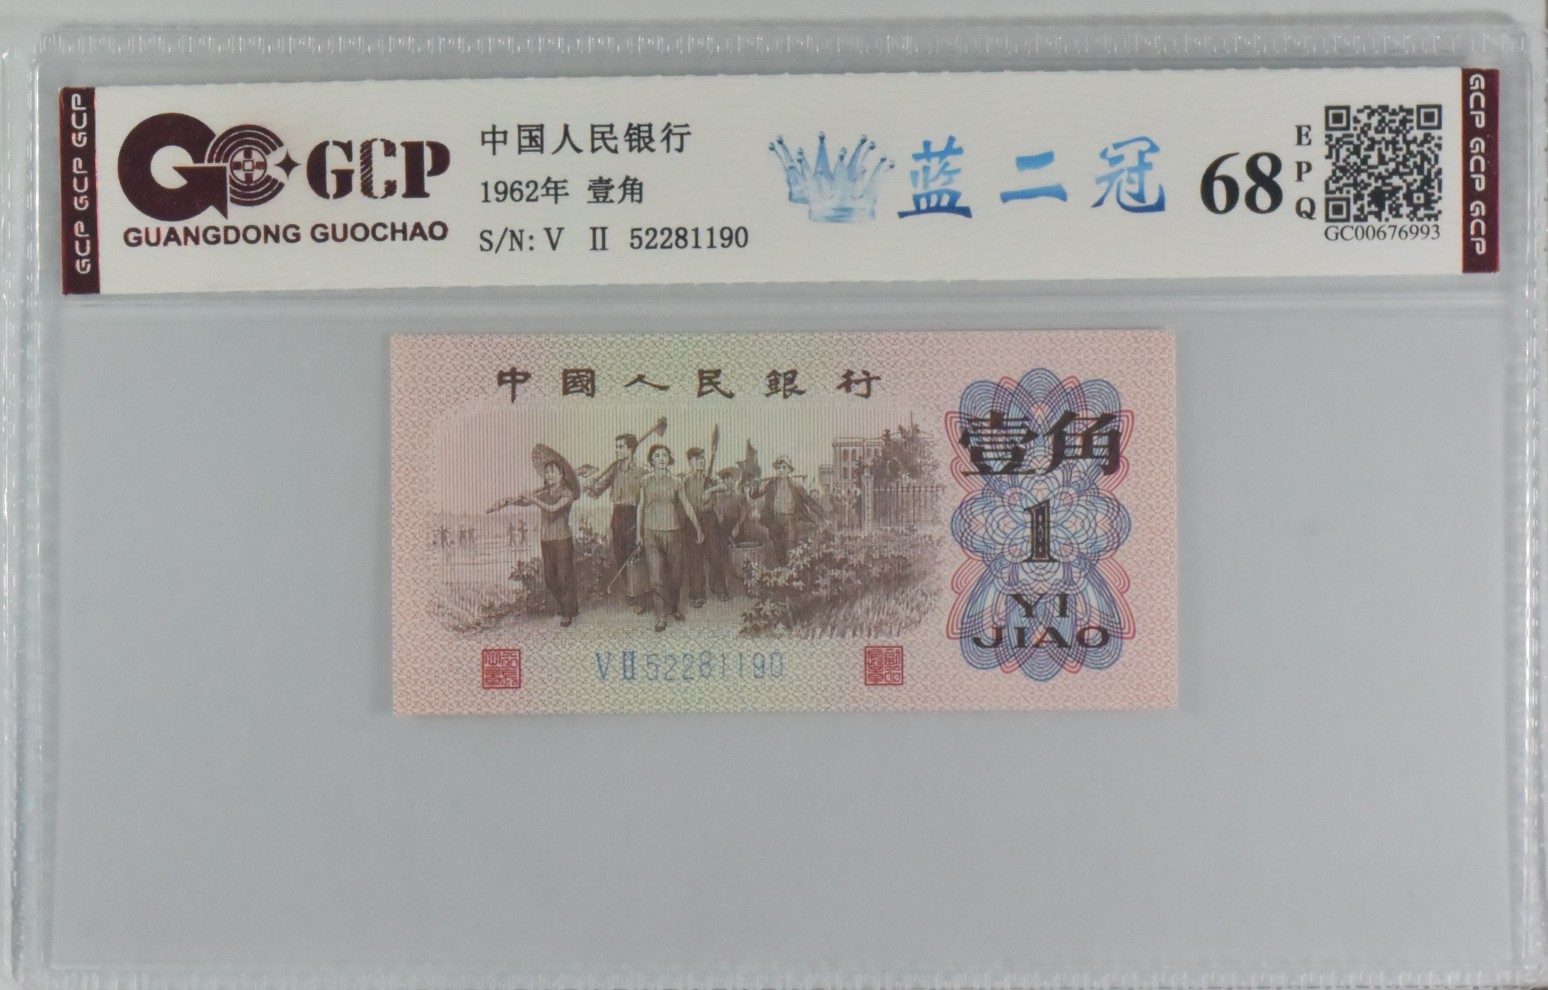 GCP GCP GCP
GCP
GUANGDONG GUOCHAO
中国人民银行
1962年 壹角
S/N: V Ⅱ 52281190
蓝二冠
68
EPQ
GC00676993
GCP GCP GCP
中國人民銀行
壹角
1
YI
JIAO
VⅡ52281190